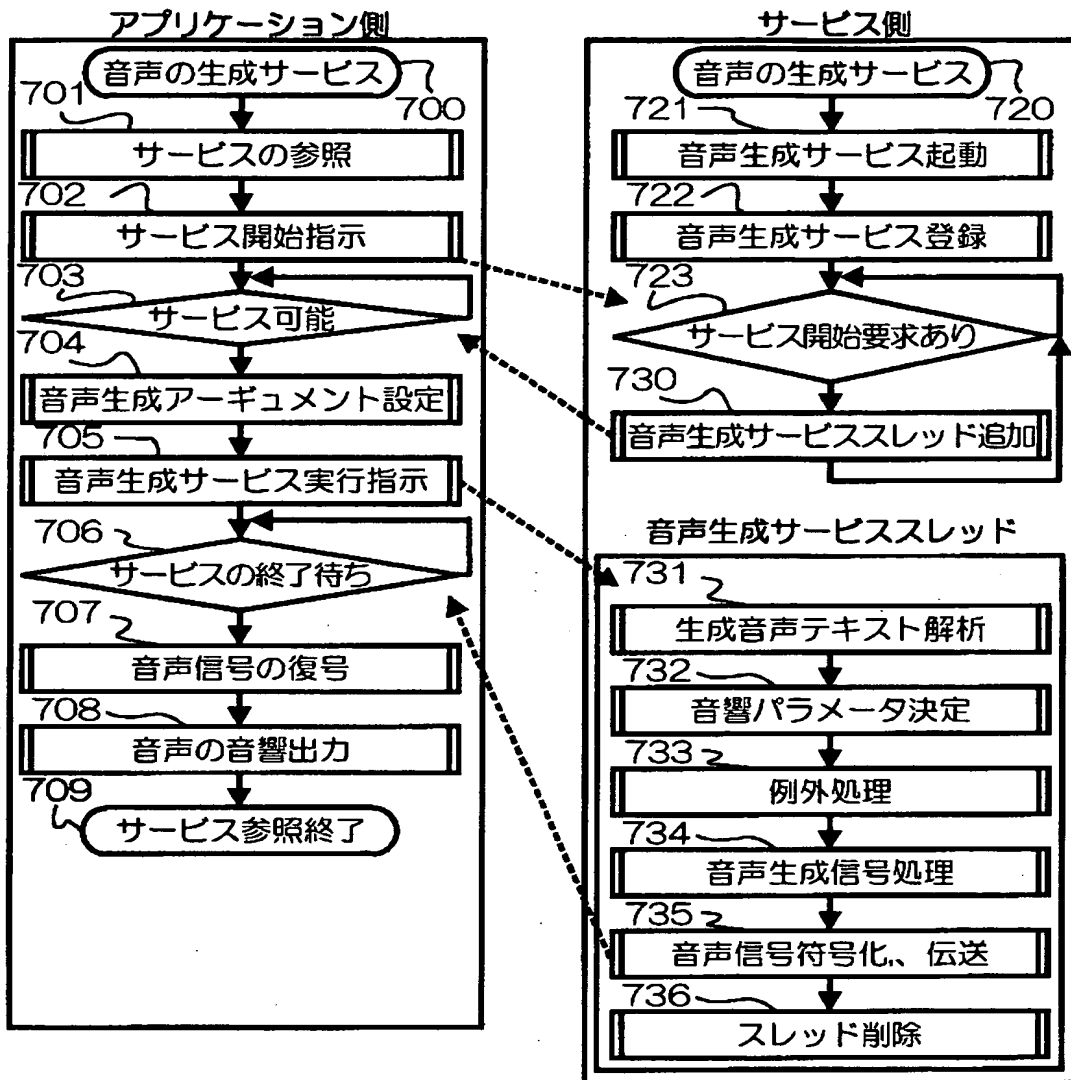 アプリケーション側
音声の生成サービス
700
701
サービスの参照
702
サービス開始指示
703
サービス可能
704
音声生成アーギュメント設定
705
音声生成サービス実行指示
706
サービスの終了待ち
707
音声信号の復号
708
音声の音響出力
709
サービス参照終了
サービス側
音声の生成サービス
720
721
音声生成サービス起動
722
音声生成サービス登録
723
サービス開始要求あり
730
音声生成サービススレッド追加
音声生成サービススレッド
731
生成音声テキスト解析
732
音響パラメータ決定
733
例外処理
734
音声生成信号処理
735
音声信号符号化、、伝送
736
スレッド削除